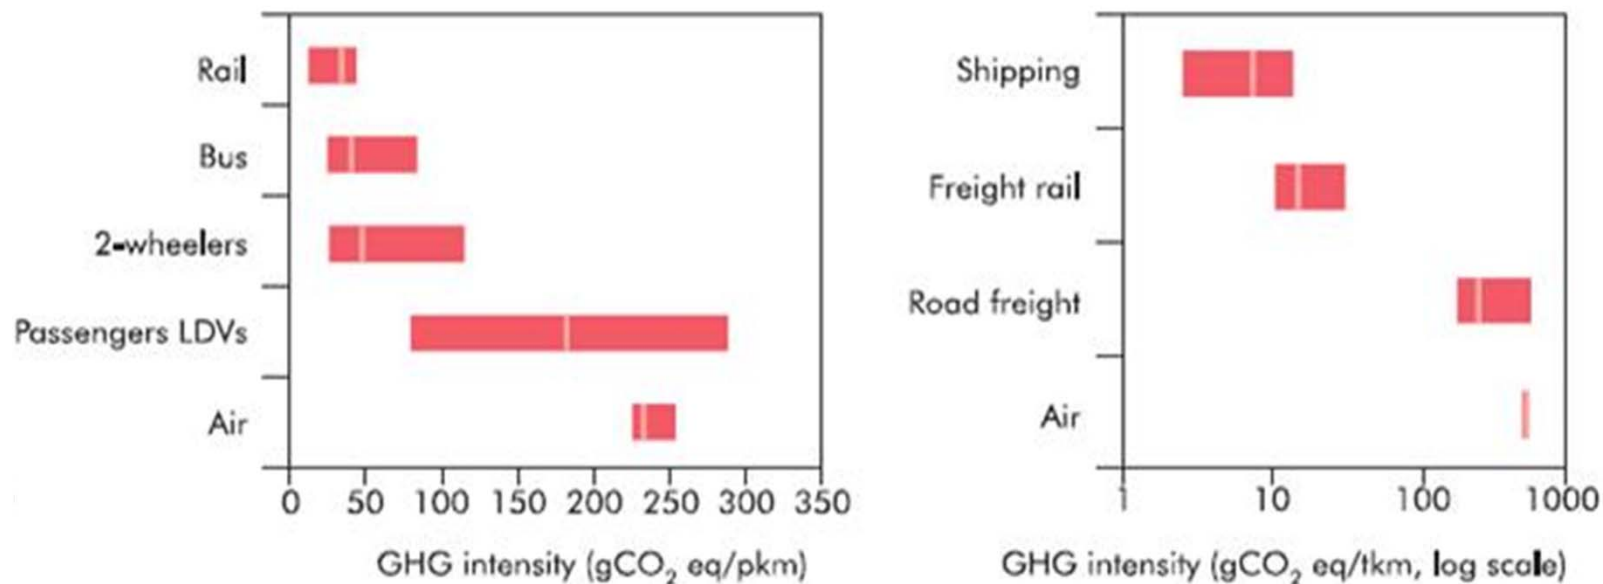 Rail
Bus
2-wheelers
Passengers LDVs
Air
0 50 100 150 200 250 300 350
GHG intensity (gCO₂ eq/pkm)
Shipping
Freight rail
Road freight
Air
1 10 100 1000
GHG intensity (gCO₂ eq/tkm, log scale)